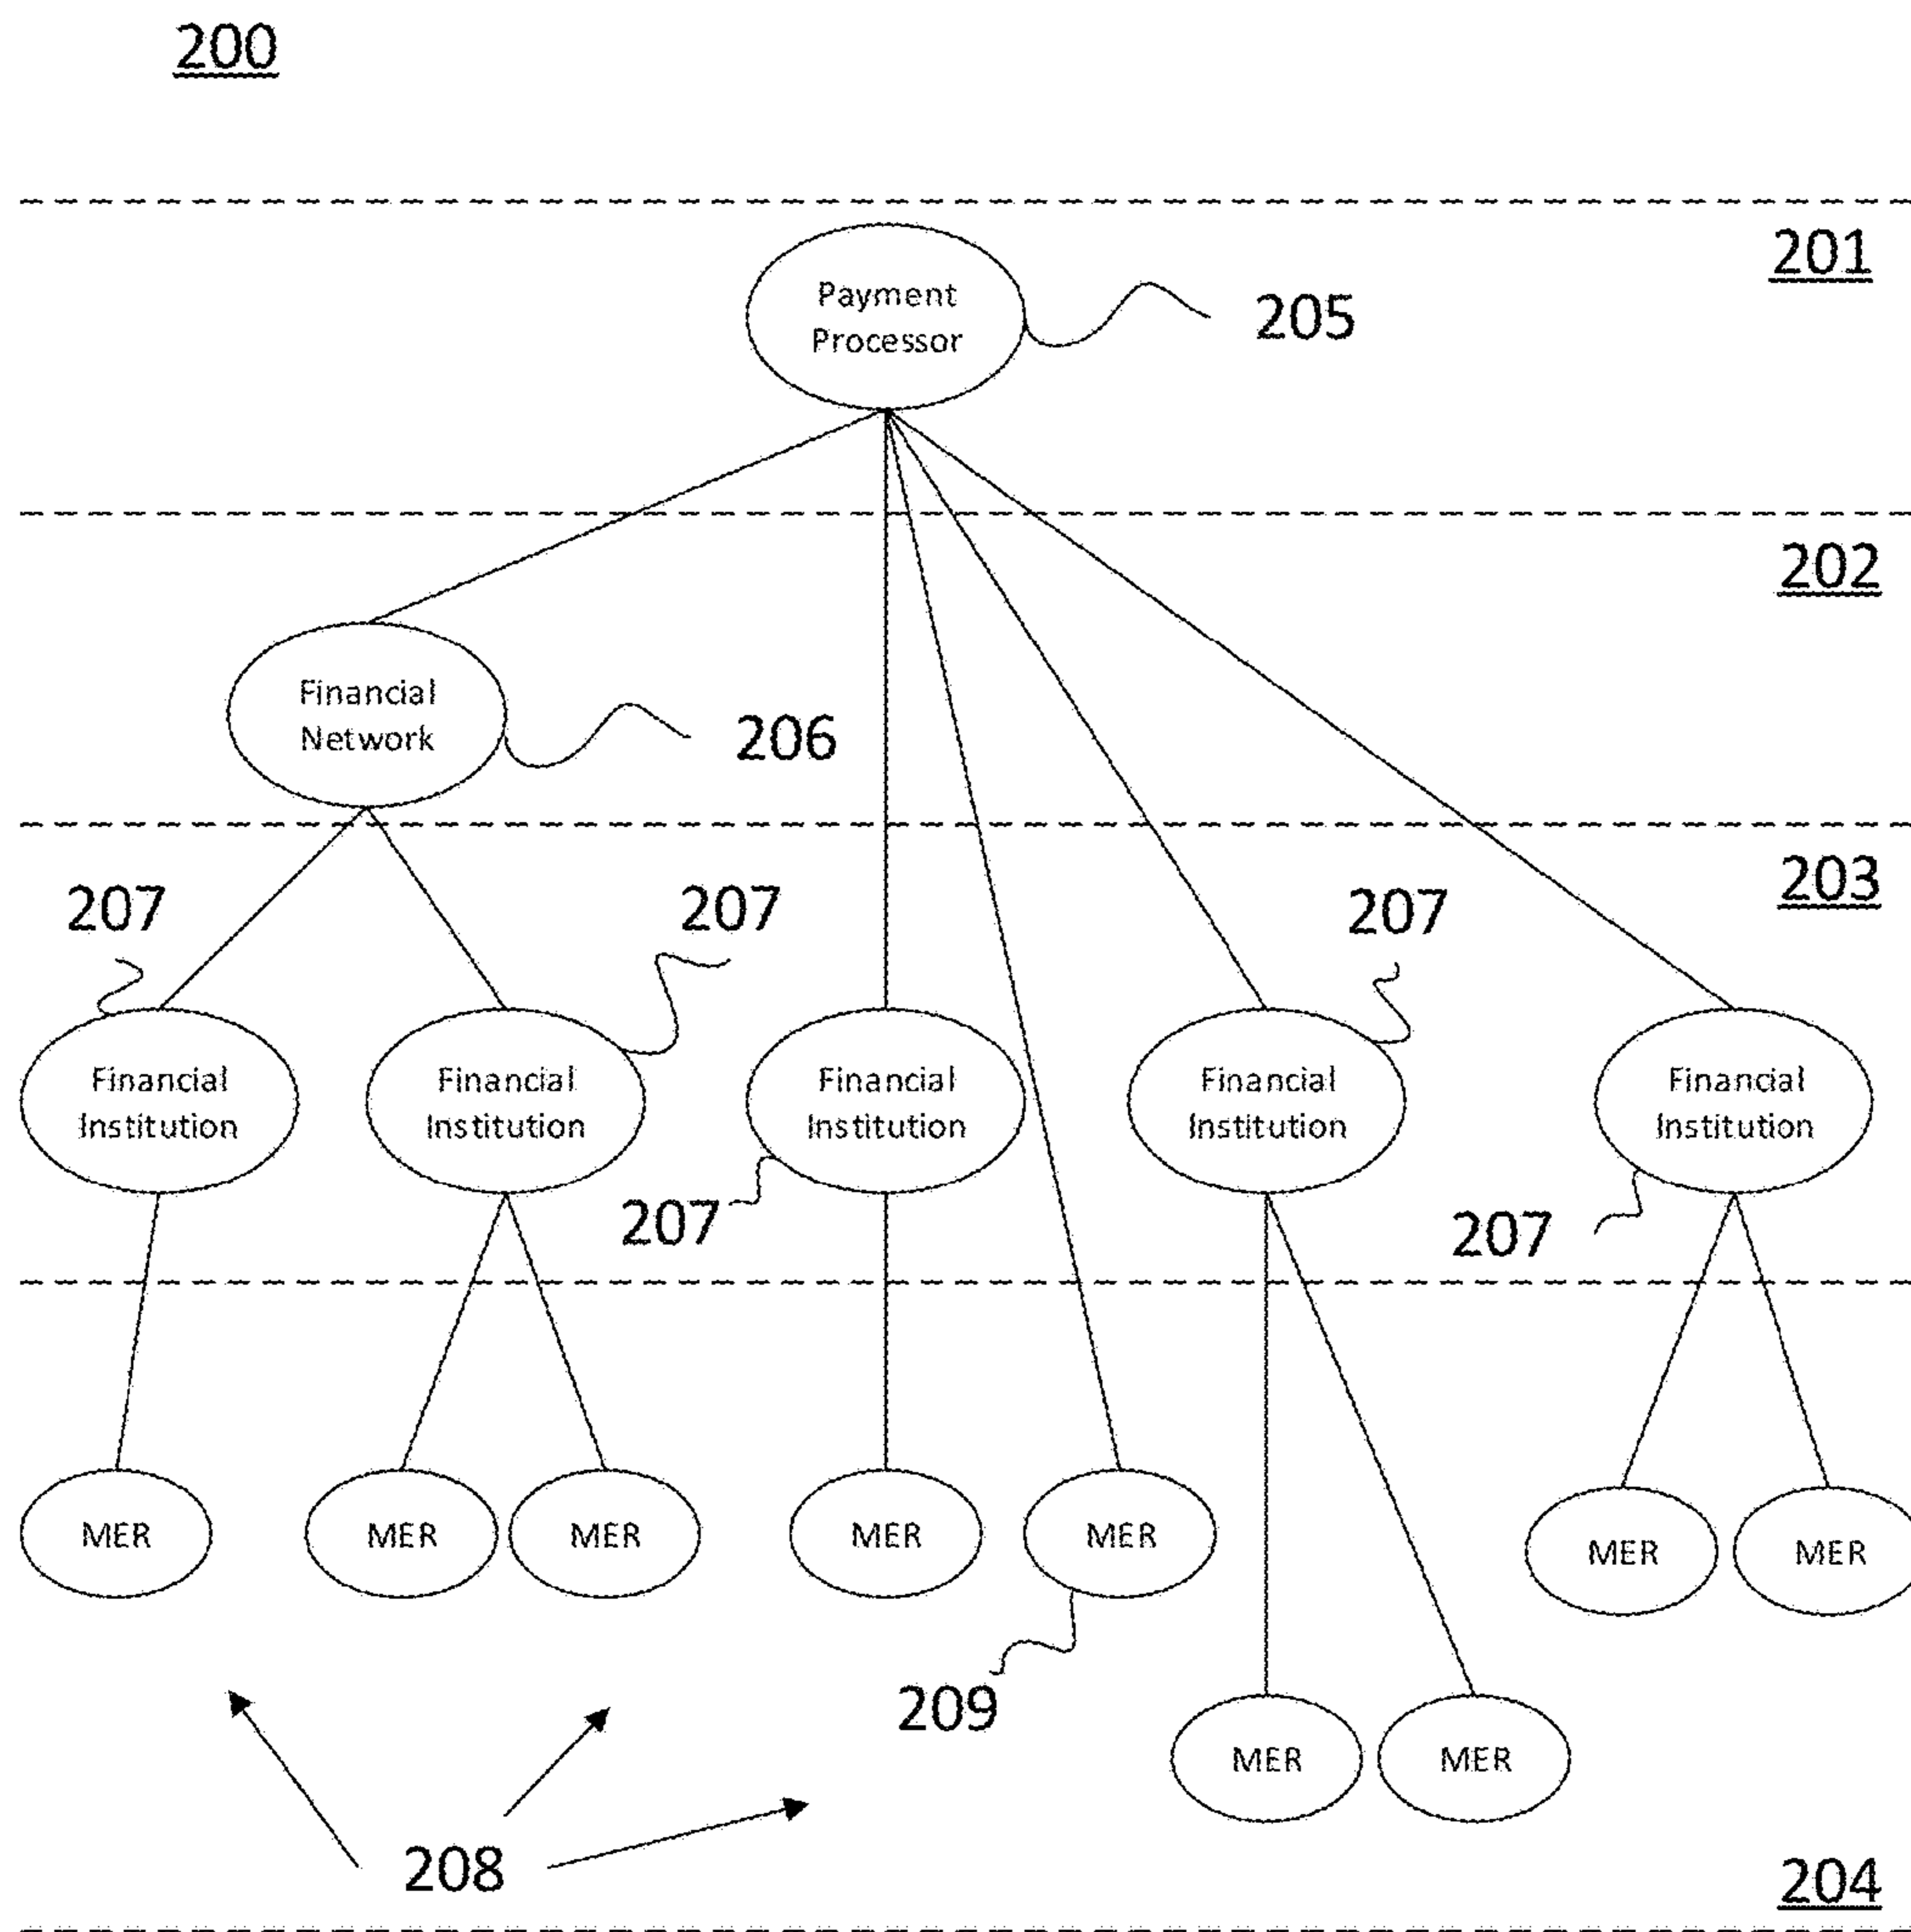 200
201
Payment
Processor
205
202
Financial
Network
206
203
207
207
207
Financial
Institution
Financial
Institution
Financial
Institution
Financial
Institution
Financial
Institution
207
207
MER
MER
MER
MER
MER
MER
MER
209
MER
MER
208
204